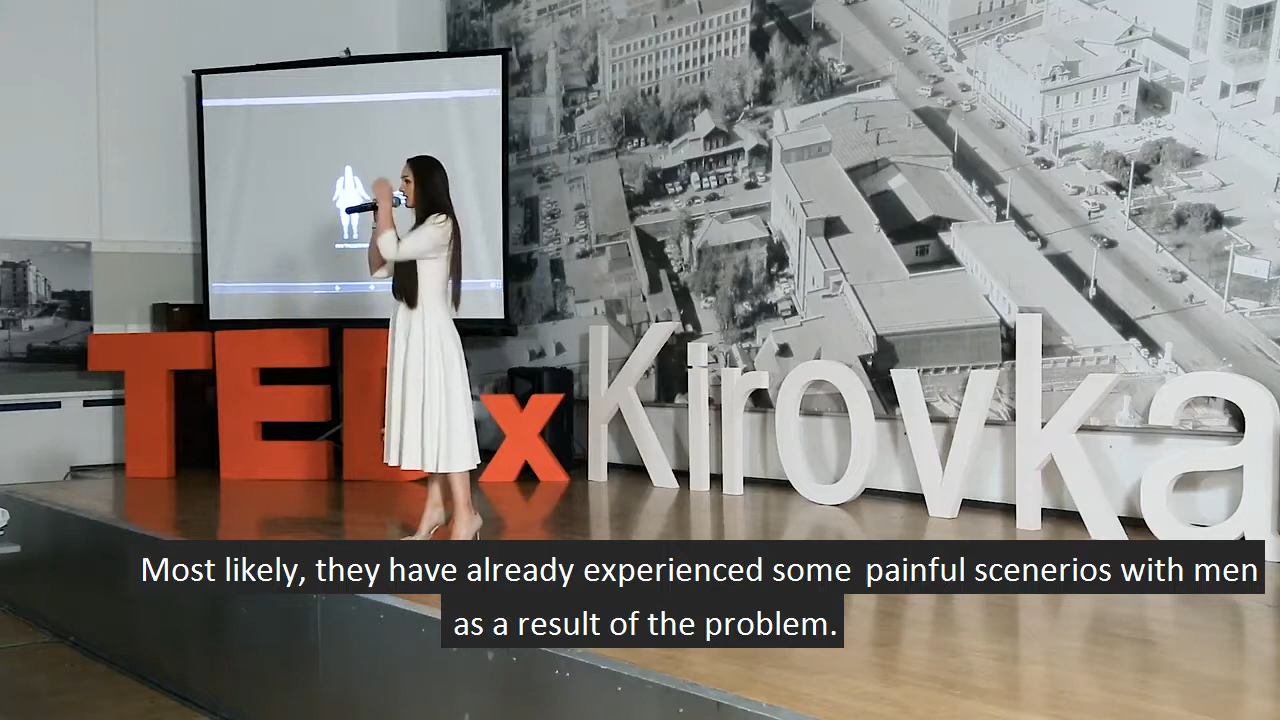 TEDxKirovka
Most likely, they have already experienced some painful scenerios with men
as a result of the problem.